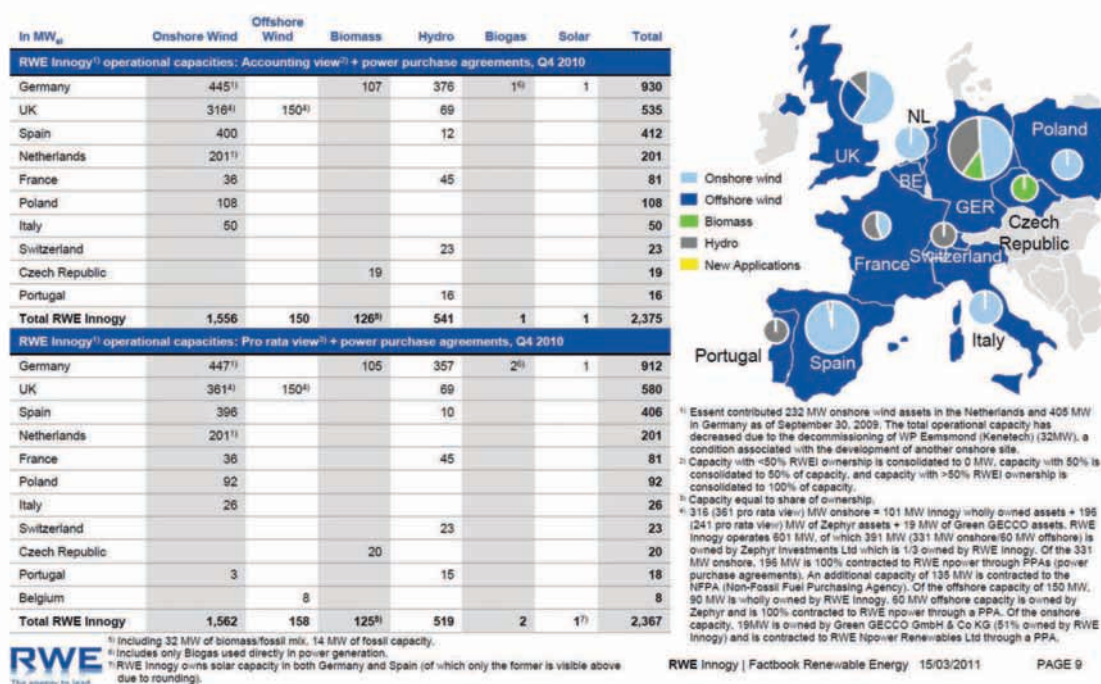 In MWel Onshore Wind Offshore Wind Biomass Hydro Biogas Solar Total
RWE Innogy1) operational capacities: Accounting view2) + power purchase agreements, Q4 2010
Germany 4451) 107 376 16) 1 930
UK 3164) 1504) 69 535
Spain 400 12 412
Netherlands 2011) 201
France 36 45 81
Poland 108 108
Italy 50 50
Switzerland 23 23
Czech Republic 19 19
Portugal 16 16
Total RWE Innogy 1,556 150 1265) 541 1 1 2,375
RWE Innogy1) operational capacities: Pro rata view3) + power purchase agreements, Q4 2010
Germany 4471) 105 357 26) 1 912
UK 3614) 1504) 69 580
Spain 396 10 406
Netherlands 2011) 201
France 36 45 81
Poland 92 92
Italy 26 26
Switzerland 23 23
Czech Republic 20 20
Portugal 3 15 18
Belgium 8 8
Total RWE Innogy 1,562 158 1255) 519 2 17) 2,367
5) Including 32 MW of biomass/fossil mix, 14 MW of fossil capacity.
6) Includes only Biogas used directly in power generation.
7) RWE Innogy owns solar capacity in both Germany and Spain (of which only the former is visible above
due to rounding).
RWE
The energy to lead
Onshore wind
Offshore wind
Biomass
Hydro
New Applications
NL
UK
BE
GER
Poland
Czech
Republic
France
Switzerland
Portugal
Spain
Italy
1) Essent contributed 232 MW onshore wind assets in the Netherlands and 405 MW
in Germany as of September 30, 2009. The total operational capacity has
decreased due to the decommissioning of WP Eemsmond (Kenetech) (32MW), a
condition associated with the development of another onshore site.
2) Capacity with <50% RWEI ownership is consolidated to 0 MW, capacity with 50% is
consolidated to 50% of capacity, and capacity with >50% RWEI ownership is
consolidated to 100% of capacity.
3) Capacity equal to share of ownership.
4) 316 (361 pro rata view) MW onshore = 101 MW Innogy wholly owned assets + 196
(241 pro rata view) MW of Zephyr assets + 19 MW of Green GECCO assets. RWE
Innogy operates 601 MW, of which 391 MW (331 MW onshore/60 MW offshore) is
owned by Zephyr Investments Ltd which is 1/3 owned by RWE Innogy. Of the 331
MW onshore, 196 MW is 100% contracted to RWE npower through PPAs (power
purchase agreements). An additional capacity of 135 MW is contracted to the
NFPA (Non-Fossil Fuel Purchasing Agency). Of the offshore capacity of 150 MW,
90 MW is wholly owned by RWE Innogy, 60 MW offshore capacity is owned by
Zephyr and is 100% contracted to RWE npower through a PPA. Of the onshore
capacity, 19MW is owned by Green GECCO GmbH & Co KG (51% owned by RWE
Innogy) and is contracted to RWE Npower Renewables Ltd through a PPA.
RWE Innogy | Factbook Renewable Energy 15/03/2011 PAGE 9